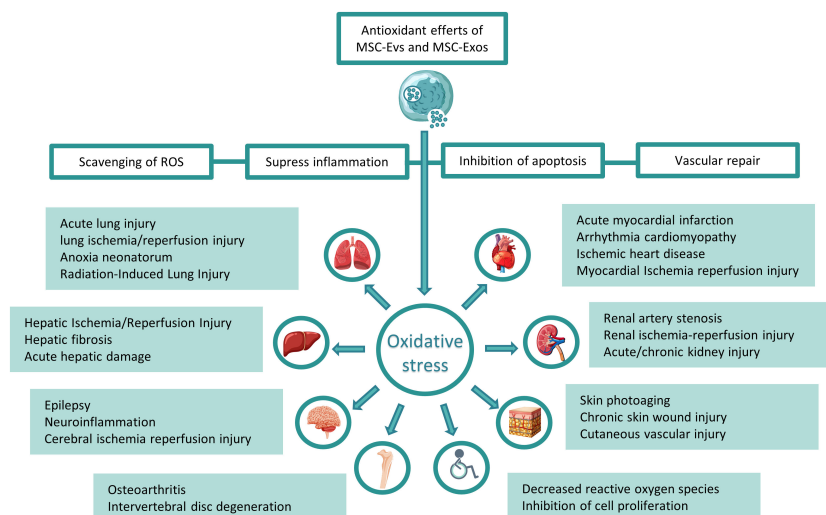 Antioxidant efferts of
MSC-Evs and MSC-Exos
Scavenging of ROS
Supress inflammation
Inhibition of apoptosis
Vascular repair
Acute lung injury
lung ischemia/reperfusion injury
Anoxia neonatorum
Radiation-Induced Lung Injury
Acute myocardial infarction
Arrhythmia cardiomyopathy
Ischemic heart disease
Myocardial Ischemia reperfusion injury
Hepatic Ischemia/Reperfusion Injury
Hepatic fibrosis
Acute hepatic damage
Oxidative
stress
Renal artery stenosis
Renal ischemia-reperfusion injury
Acute/chronic kidney injury
Epilepsy
Neuroinflammation
Cerebral ischemia reperfusion injury
Skin photoaging
Chronic skin wound injury
Cutaneous vascular injury
Osteoarthritis
Intervertebral disc degeneration
Decreased reactive oxygen species
Inhibition of cell proliferation